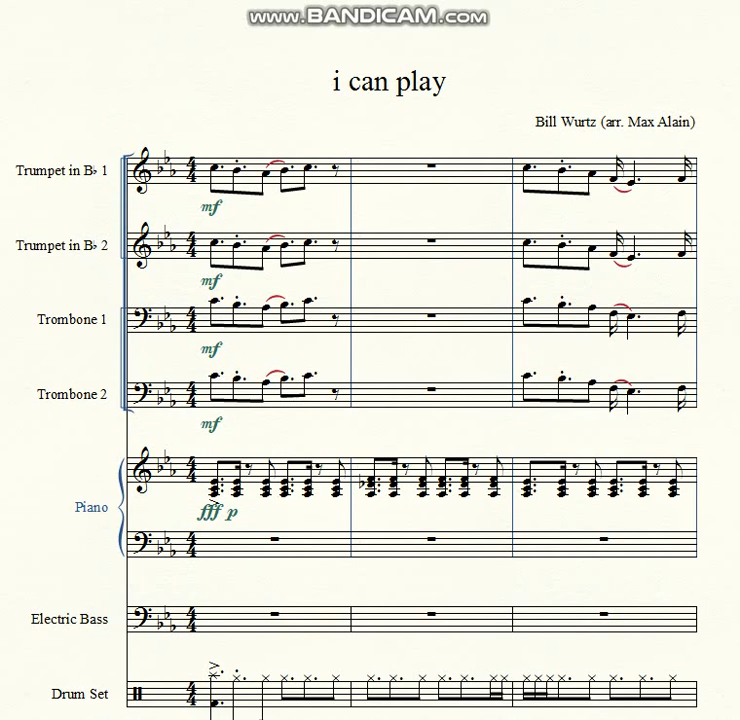 www.BANDICAM.com
i can play
Bill Wurtz (arr. Max Alain)
Trumpet in B♭ 1
mf
Trumpet in B♭ 2
mf
Trombone 1
mf
Trombone 2
mf
Piano
fff p
Electric Bass
Drum Set